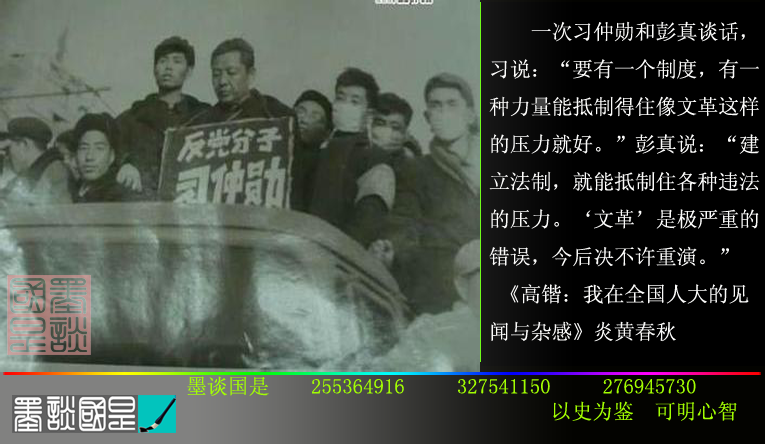 反党分子
习仲勋
一次习仲勋和彭真谈话，
习说：“要有一个制度，有一
种力量能抵制得住像文革这样
的压力就好。”彭真说：“建
立法制，就能抵制住各种违法
的压力。‘文革’是极严重的
错误，今后决不许重演。”
《高锴：我在全国人大的见
闻与杂感》炎黄春秋
墨談國是
墨谈国是 255364916 327541150 276945730
以史为鉴 可明心智
墨談國是